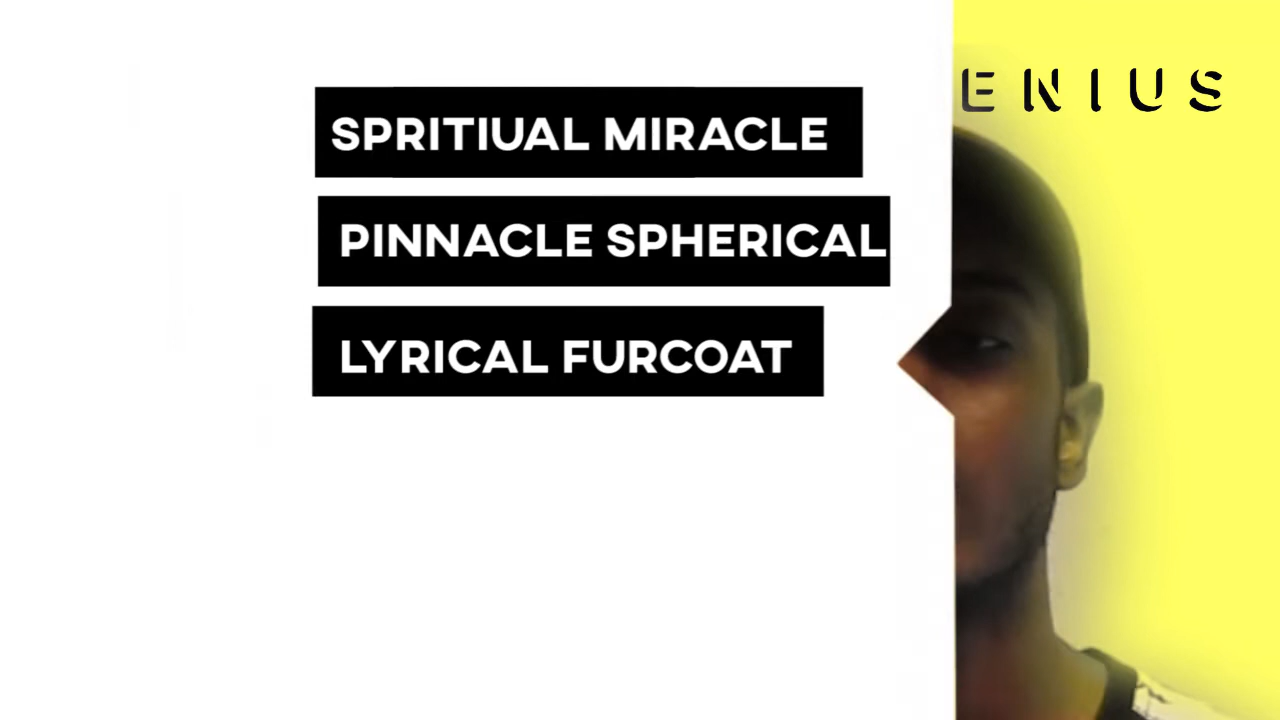 ENIUS
SPRITIUAL MIRACLE
PINNACLE SPHERICAL
LYRICAL FURCOAT